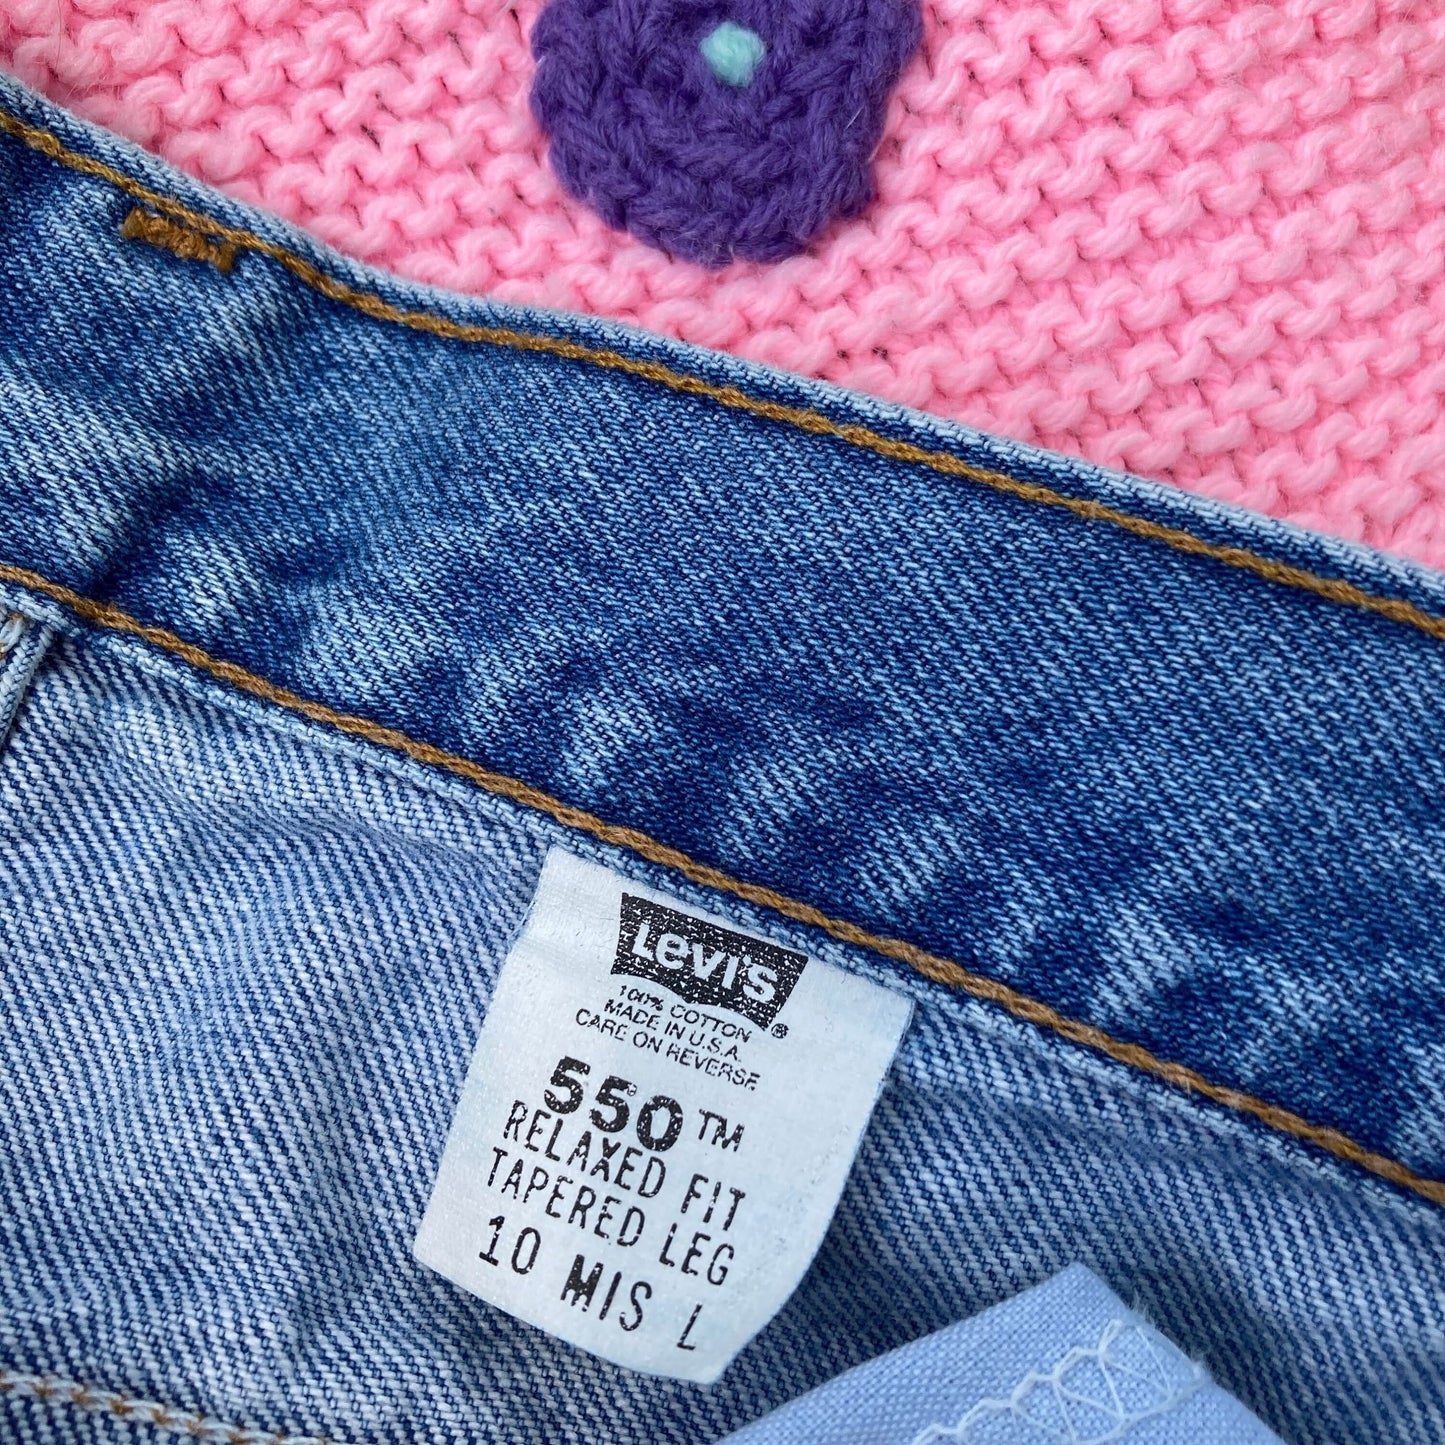 Levi's ®
100% COTTON
MADE IN U.S.A.
CARE ON REVERSE
550™
RELAXED FIT
TAPERED LEG
10 MIS L